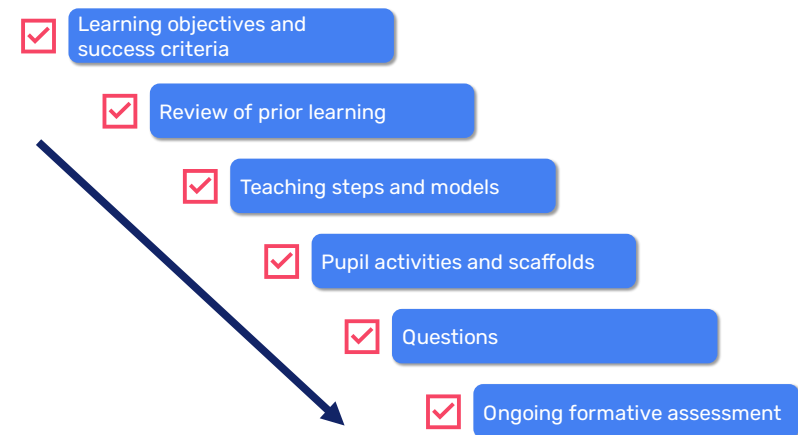 Learning objectives and
success criteria
Review of prior learning
Teaching steps and models
Pupil activities and scaffolds
Questions
Ongoing formative assessment